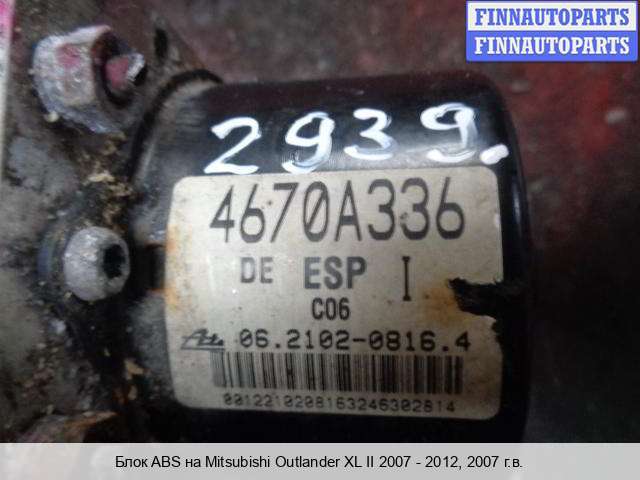 FINNAUTOPARTS
FINNAUTOPARTS
2939.
4670A336
DE ESP I
C06
Ate 06.2102-0816.4
0012210208163246302814
Блок ABS на Mitsubishi Outlander XL II 2007 - 2012, 2007 г.в.